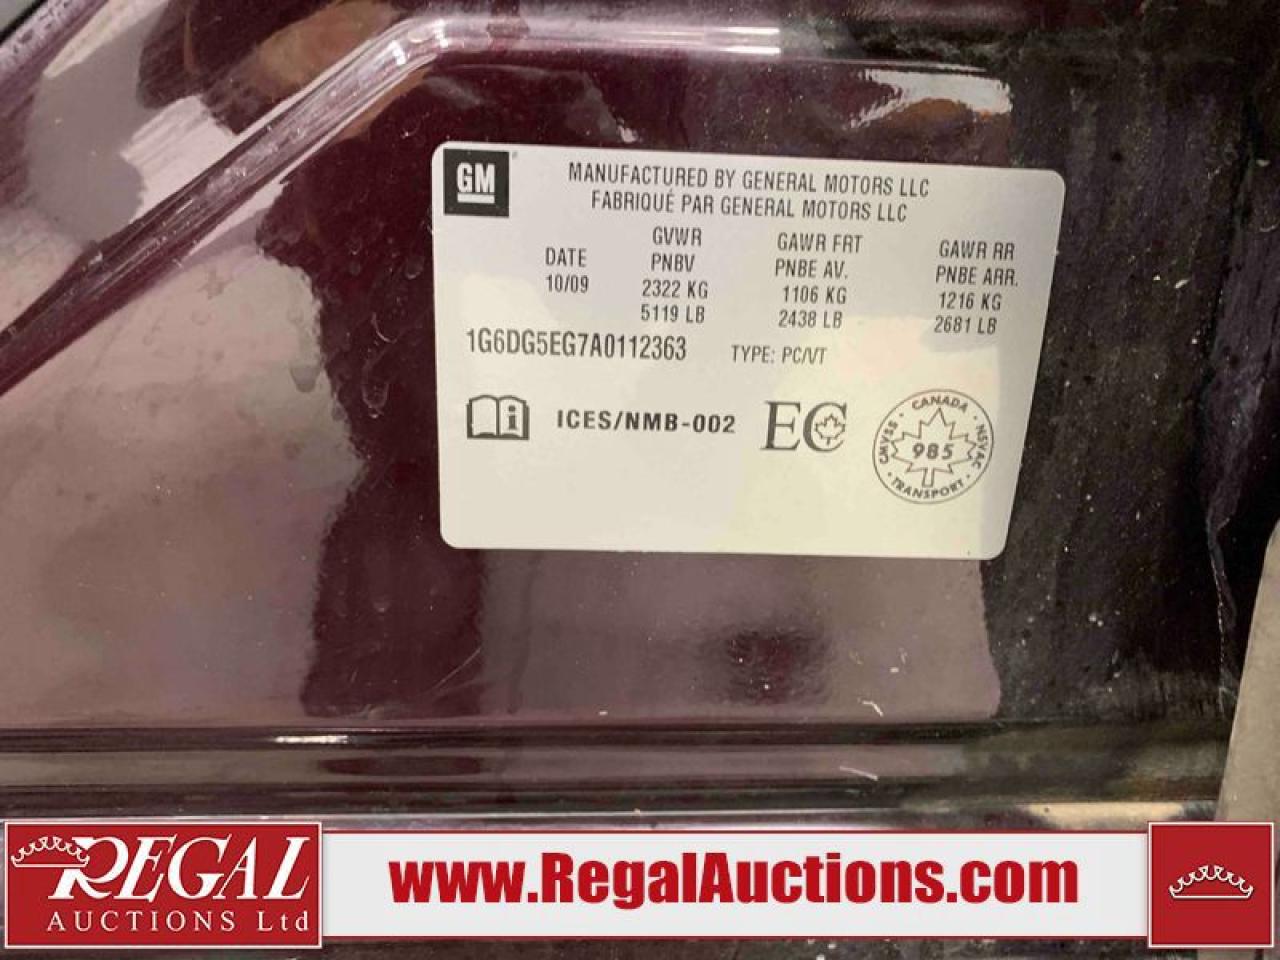 GM
MANUFACTURED BY GENERAL MOTORS LLC
FABRIQUÉ PAR GENERAL MOTORS LLC
DATE
10/09
GVWR
PNBV
2322 KG
5119 LB
GAWR FRT
PNBE AV.
1106 KG
2438 LB
GAWR RR
PNBE ARR.
1216 KG
2681 LB
1G6DG5EG7A0112363 TYPE: PC/VT
i ICES/NMB-002 EC
CANADA
CMVSS 985 NSVAC
TRANSPORT
REGAL
AUCTIONS Ltd
www.RegalAuctions.com